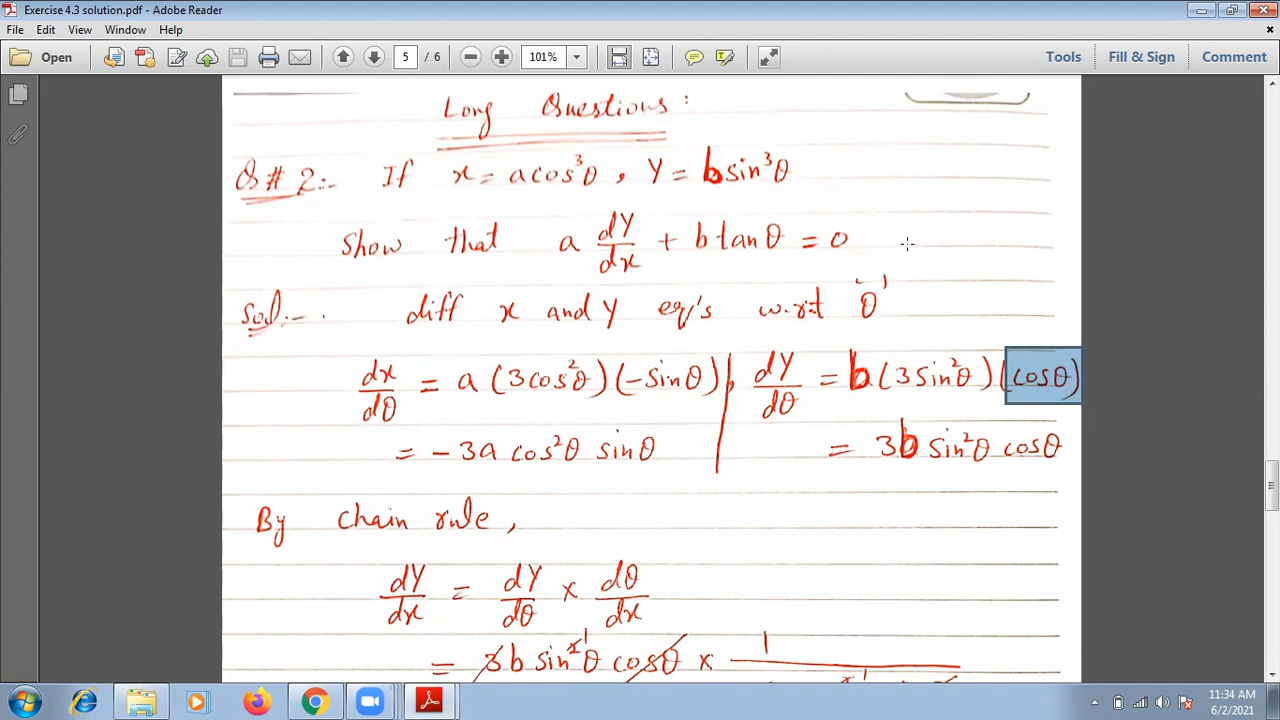 Exercise 4.3 solution.pdf - Adobe Reader
File Edit View Window Help
Open 5 / 6 101% Tools Fill & Sign Comment
Long Questions:
Qs # 2:- If x = a cos³θ, Y = b sin³θ
Show that a dY/dx + b tanθ = 0
Sol:- diff x and Y eq's w.r.t 'θ'
dx/dθ = a (3cos²θ)(-sinθ), dY/dθ = b (3sin²θ)(cosθ)
= -3a cos²θ sinθ = 3b sin²θ cosθ
By chain rule,
dY/dx = dY/dθ × dθ/dx
= 3b sin²θ cosθ × 1
11:34 AM
6/2/2021